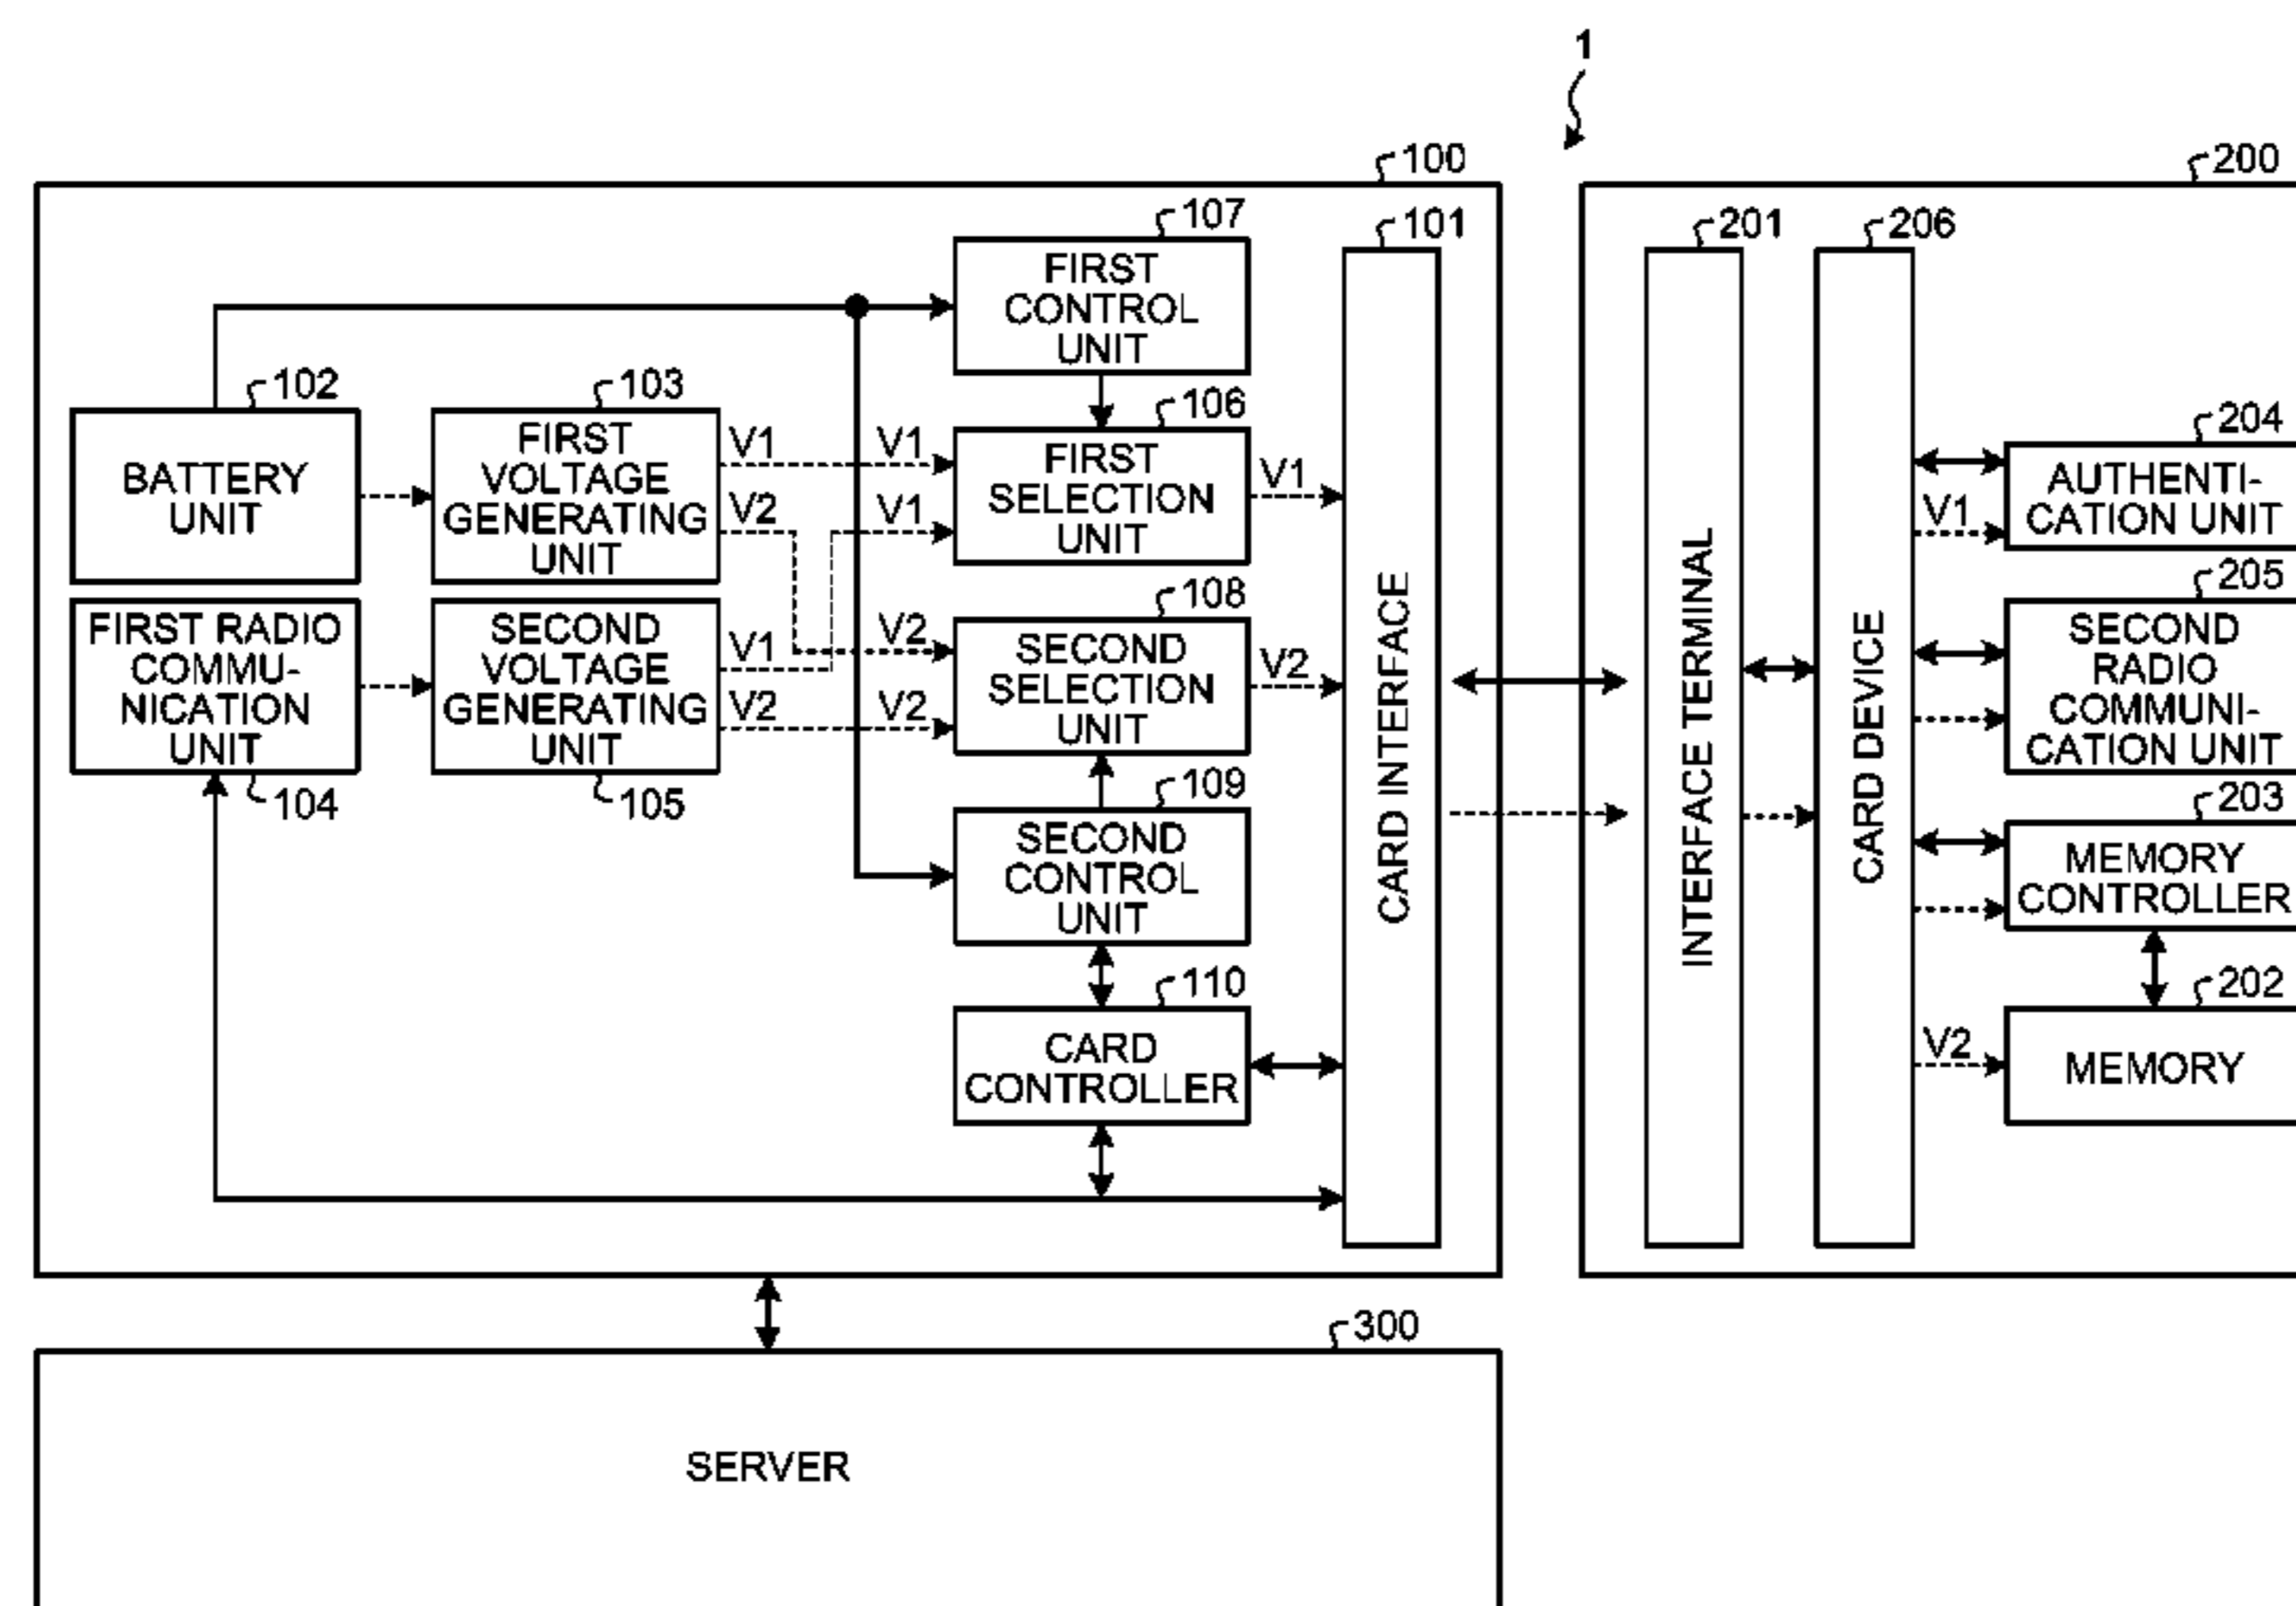 1
100
200
107
101
201
206
FIRST
CONTROL
UNIT
102
103
106
204
BATTERY
UNIT
FIRST
VOLTAGE
GENERATING
UNIT
V1
V2
V1
V1
FIRST
SELECTION
UNIT
V1
AUTHENTI-
CATION UNIT
V1
108
205
FIRST RADIO
COMMU-
NICATION
UNIT
104
SECOND
VOLTAGE
GENERATING
UNIT
105
V1
V2
V2
V2
SECOND
SELECTION
UNIT
V2
CARD INTERFACE
INTERFACE TERMINAL
CARD DEVICE
SECOND
RADIO
COMMUNI-
CATION UNIT
109
203
SECOND
CONTROL
UNIT
MEMORY
CONTROLLER
110
202
CARD
CONTROLLER
V2
MEMORY
300
SERVER